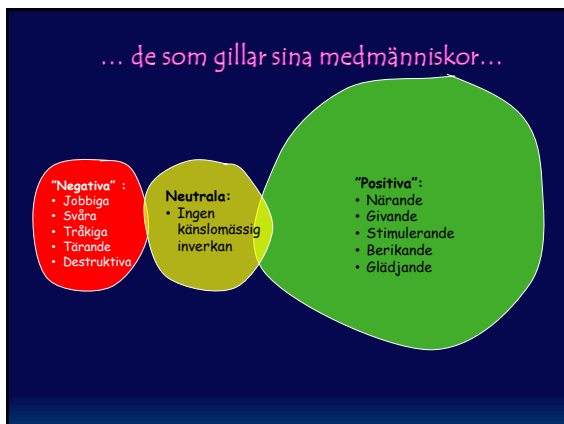 … de som gillar sina medmänniskor…
”Negativa” :
• Jobbiga
• Svåra
• Tråkiga
• Tärande
• Destruktiva
Neutrala:
• Ingen
känslomässig
inverkan
”Positiva”:
• Närande
• Givande
• Stimulerande
• Berikande
• Glädjande